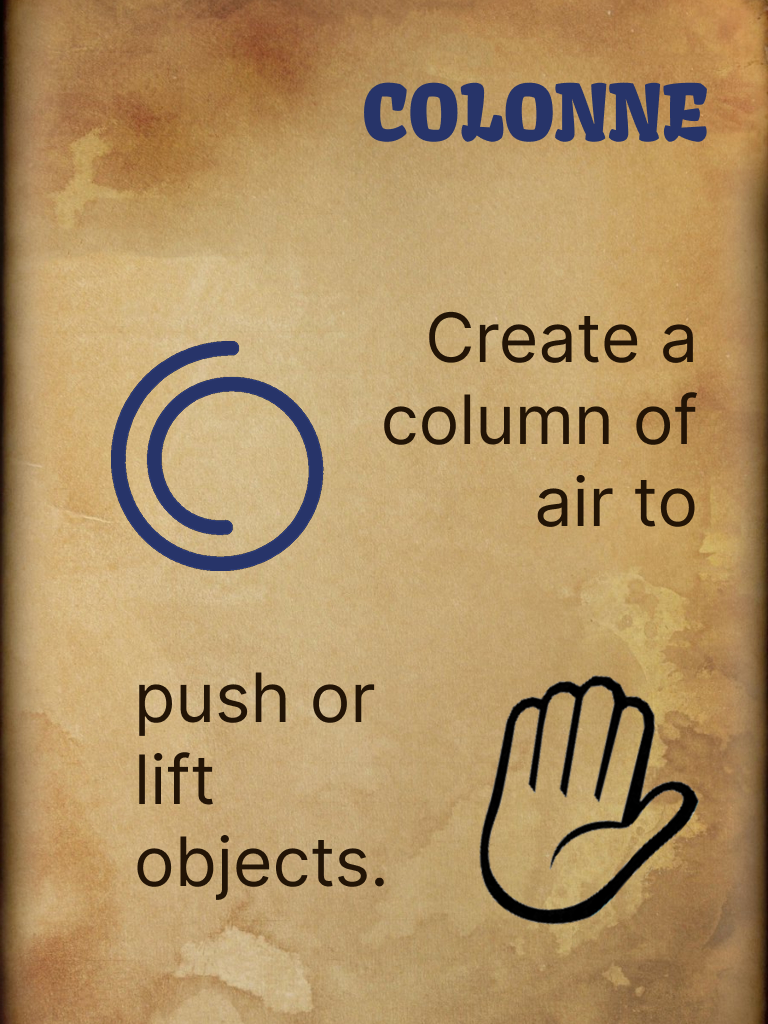 COLONNE
Create a
column of
air to
push or
lift
objects.